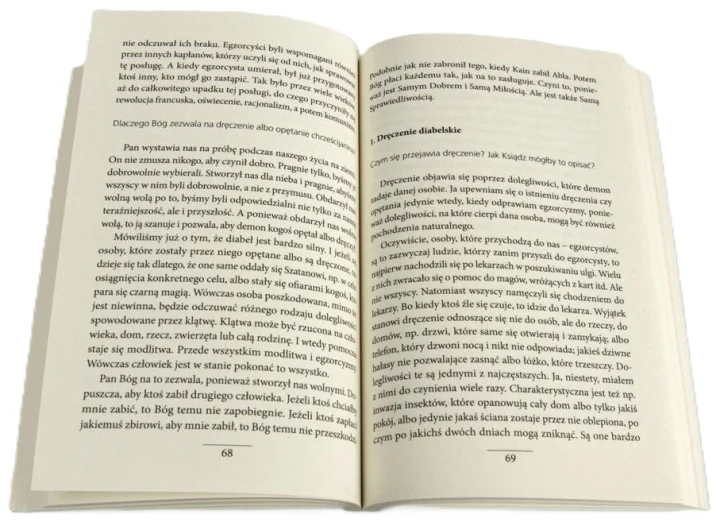 nie odczuwał ich braku. Egzorcyści byli wspomagani również
przez innych kapłanów, którzy uczyli się od nich, jak sprawować
tę posługę. A kiedy egzorcysta umierał, był już przygotowany
ktoś inny, kto mógł go zastąpić. Tak było przez wiele wieków
aż do całkowitego upadku tej posługi, do czego przyczyniły się
rewolucja francuska, oświecenie, racjonalizm, a potem komunizm.
Dlaczego Bóg zezwala na dręczenie albo opętanie chrześcijanina?
Pan wystawia nas na próbę podczas naszego życia na ziemi.
On nie zmusza nikogo, aby czynił dobro. Pragnie tylko, byśmy je
dobrowolnie wybierali. Stworzył nas dla nieba i pragnie, abyśmy
wszyscy w nim byli dobrowolnie, a nie z przymusu. Obdarzył nas
wolną wolą po to, byśmy byli odpowiedzialni nie tylko za naszą
teraźniejszość, ale i przyszłość. A ponieważ obdarzył nas wolną
wolą, to ją szanuje i pozwala, aby demon kogoś opętał albo dręczył.
Mówiliśmy już o tym, że diabeł jest bardzo silny. I jeżeli są
osoby, które zostały przez niego opętane albo są dręczone, to
dzieje się tak dlatego, że one same oddały się Szatanowi, np. w celu
osiągnięcia konkretnego celu, albo stały się ofiarami kogoś, kto
para się czarną magią. Wówczas osoba poszkodowana, mimo że
jest niewinna, będzie odczuwać różnego rodzaju dolegliwości
spowodowane przez klątwę. Klątwa może być rzucona na czło-
wieka, dom, rzecz, zwierzęta lub całą rodzinę. I wtedy pomocna
staje się modlitwa. Przede wszystkim modlitwa i egzorcyzmy.
Wówczas człowiek jest w stanie pokonać to wszystko.
Pan Bóg na to zezwala, ponieważ stworzył nas wolnymi. Do-
puszcza, aby ktoś zabił drugiego człowieka. Jeżeli ktoś chciałby
mnie zabić, to Bóg temu nie zapobiegnie. Jeżeli ktoś zapłaci
jakiemuś zbirowi, aby mnie zabił, to Bóg temu nie przeszkodzi.
68
Podobnie jak nie zabronił tego, kiedy Kain zabił Abla. Potem
Bóg płaci każdemu tak, jak na to zasługuje. Czyni to, ponie-
waż jest Samym Dobrem i Samą Miłością. Ale jest także Samą
Sprawiedliwością.
1. Dręczenie diabelskie
Czym się przejawia dręczenie? Jak Ksiądz mógłby to opisać?
Dręczenie objawia się poprzez dolegliwości, które demon
zadaje danej osobie. Ja upewniam się o istnieniu dręczenia czy
opętania jedynie wtedy, kiedy odprawiam egzorcyzmy, ponie-
waż dolegliwości, na które cierpi dana osoba, mogą być również
pochodzenia naturalnego.
Oczywiście, osoby, które przychodzą do nas – egzorcystów,
są to zazwyczaj ludzie, którzy zanim przyszli do egzorcysty, to
najpierw nachodzili się po lekarzach w poszukiwaniu ulgi. Wielu
z nich zwracało się o pomoc do magów, wróżących z kart itd. Ale
nie wszyscy. Natomiast wszyscy namęczyli się chodzeniem do
lekarzy. Bo kiedy ktoś źle się czuje, to idzie do lekarza. Wyjątek
stanowi dręczenie odnoszące się nie do osób, ale do rzeczy, do
domów, np. drzwi, które same się otwierają i zamykają; albo
telefon, który dzwoni nocą i nikt nie odpowiada; jakieś dziwne
hałasy nie pozwalające zasnąć albo łóżko, które trzeszczy. Do-
legliwości te są jednymi z najczęstszych. Ja, niestety, miałem
z nimi do czynienia wiele razy. Charakterystyczna jest też np.
inwazja insektów, które opanowują cały dom albo tylko jakiś
pokój, albo jedynie jakaś ściana zostaje przez nie oblepiona, po
czym po jakichś dwóch dniach mogą zniknąć. Są one bardzo
69